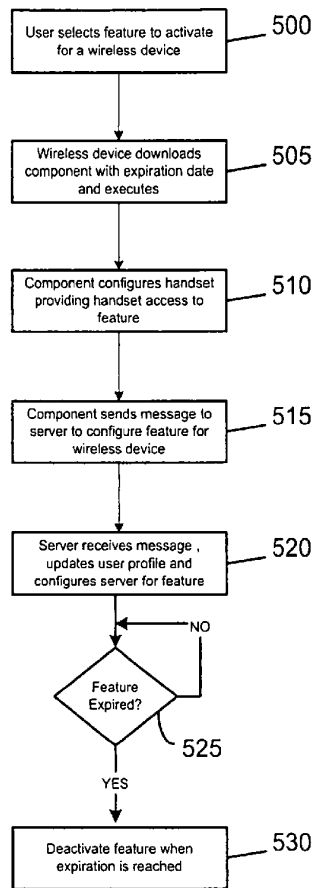 User selects feature to activate
for a wireless device
500
Wireless device downloads
component with expiration date
and executes
505
Component configures handset
providing handset access to
feature
510
Component sends message to
server to configure feature for
wireless device
515
Server receives message ,
updates user profile and
configures server for feature
520
NO
Feature
Expired?
525
YES
Deactivate feature when
expiration is reached
530